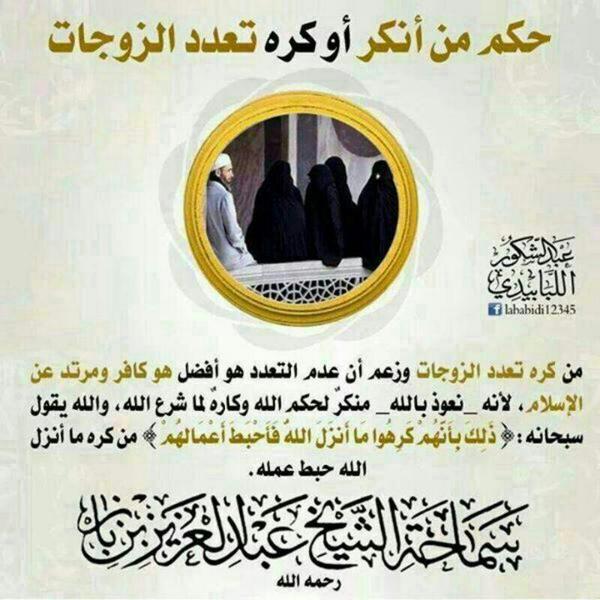 حكم من أنكر أو كره تعدد الزوجات
عبدالشكور
اللبابيدي
lababidi12345
من كره تعدد الزوجات وزعم أن عدم التعدد هو أفضل هو كافر ومرتد عن
الإسلام، لأنه _نعوذ بالله_ منكرٌ لحكم الله وكارهٌ لما شرع الله، والله يقول
سبحانه: ﴿ ذَلِكَ بِأَنَّهُمْ كَرِهُوا مَا أَنزَلَ اللَّهُ فَأَحْبَطَ أَعْمَالَهُمْ ﴾ من كره ما أنزل
الله حبط عمله.
سماحة الشيخ عبدالعزيز بن باز
رحمه الله